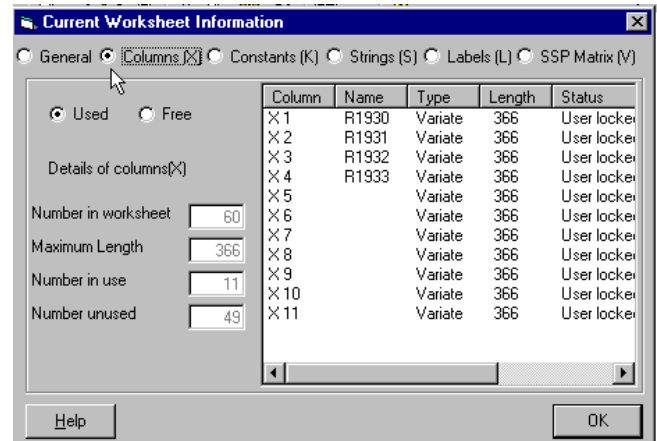 Current Worksheet Information
General Columns (X) Constants (K) Strings (S) Labels (L) SSP Matrix (V)
Used Free
Details of columns(X)
Number in worksheet 60
Maximum Length 366
Number in use 11
Number unused 49
Column Name Type Length Status
X 1 R1930 Variate 366 User locke
X 2 R1931 Variate 366 User locke
X 3 R1932 Variate 366 User locke
X 4 R1933 Variate 366 User locke
X 5 Variate 366 User locke
X 6 Variate 366 User locke
X 7 Variate 366 User locke
X 8 Variate 366 User locke
X 9 Variate 366 User locke
X 10 Variate 366 User locke
X 11 Variate 366 User locke
Help OK